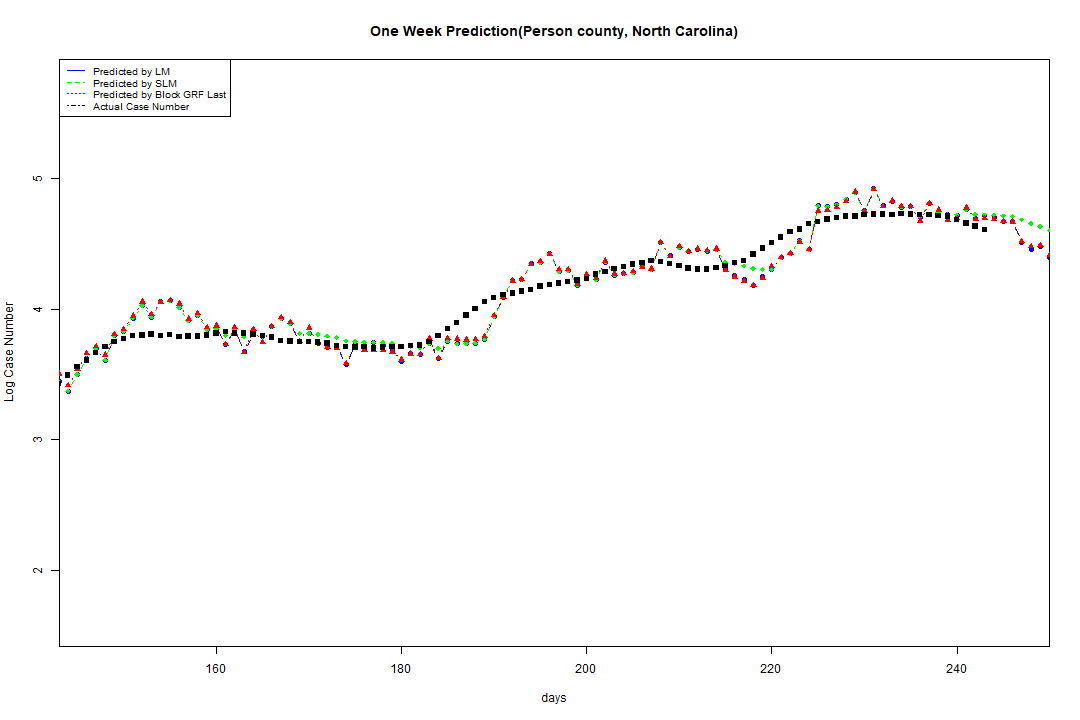 One Week Prediction(Person county, North Carolina)
Predicted by LM
Predicted by SLM
Predicted by Block GRF Last
Actual Case Number
5
4
3
2
Log Case Number
160 180 200 220 240
days